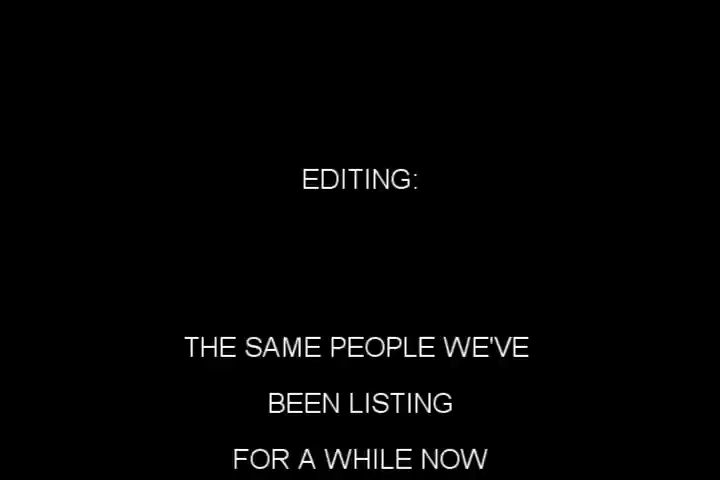 EDITING:
THE SAME PEOPLE WE'VE
BEEN LISTING
FOR A WHILE NOW